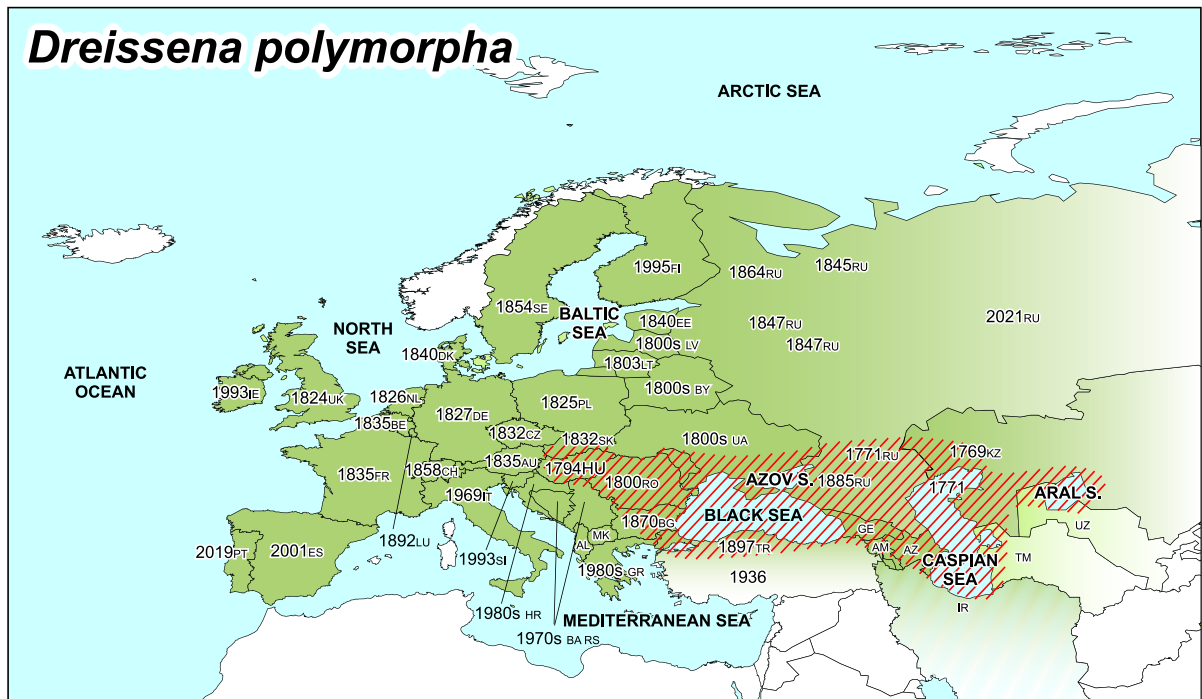 Dreissena polymorpha
ARCTIC SEA
1995FI
1864RU
1845RU
1854SE
BALTIC
SEA
1840EE
1847RU
2021RU
NORTH
SEA
1840DK
1800s LV
1847RU
ATLANTIC
OCEAN
1803LT
1993IE
1824UK
1826NL
1827DE
1825PL
1800s BY
1835BE
1832CZ
1832SK
1800s UA
1835FR
1858CH
1835AU
1794HU
1771RU
1769KZ
1969IT
1800RO
AZOV S.
1885RU
1771
ARAL S.
1870BG
BLACK SEA
GE
UZ
2019PT
2001ES
1892LU
1993SI
AL
MK
1897TR
AM
AZ
CASPIAN
SEA
TM
1980s GR
1936
IR
1980s HR
MEDITERRANEAN SEA
1970s BA RS